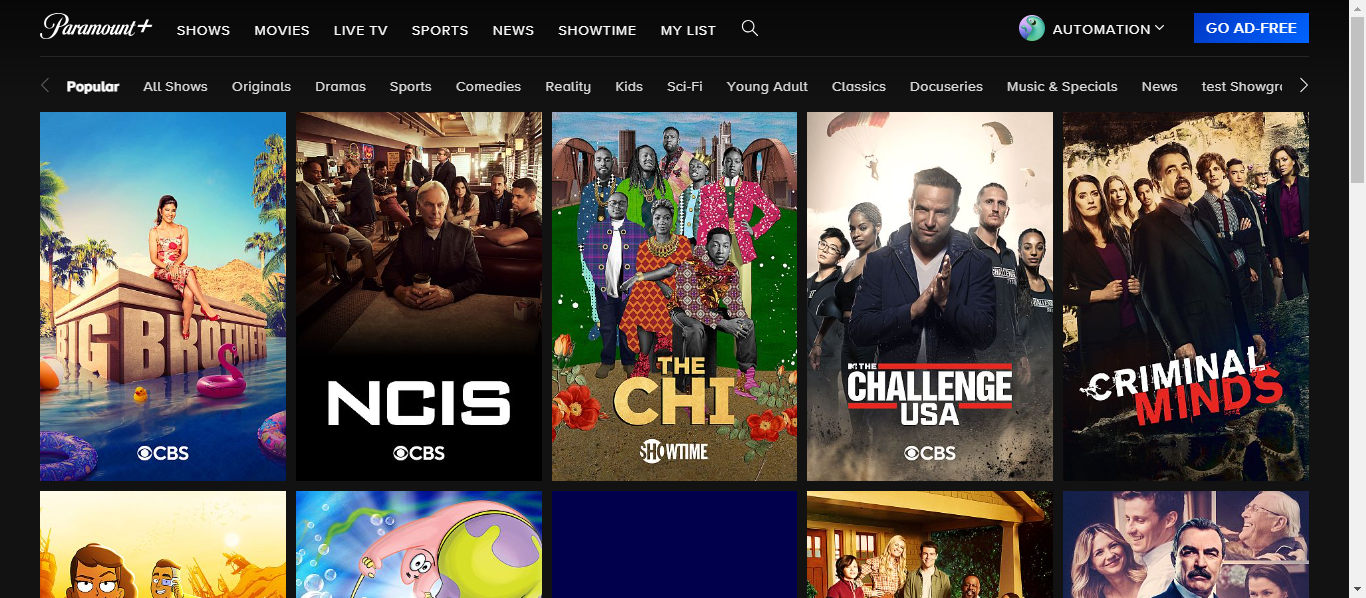 Paramount+
SHOWS MOVIES LIVE TV SPORTS NEWS SHOWTIME MY LIST
AUTOMATION
GO AD-FREE
Popular All Shows Originals Dramas Sports Comedies Reality Kids Sci-Fi Young Adult Classics Docuseries Music & Specials News test Showgr
BIG BROTHER
CBS
NCIS
CBS
THE
CHI
SHOWTIME
THE
CHALLENGE
USA
CBS
CRIMINAL
MINDS